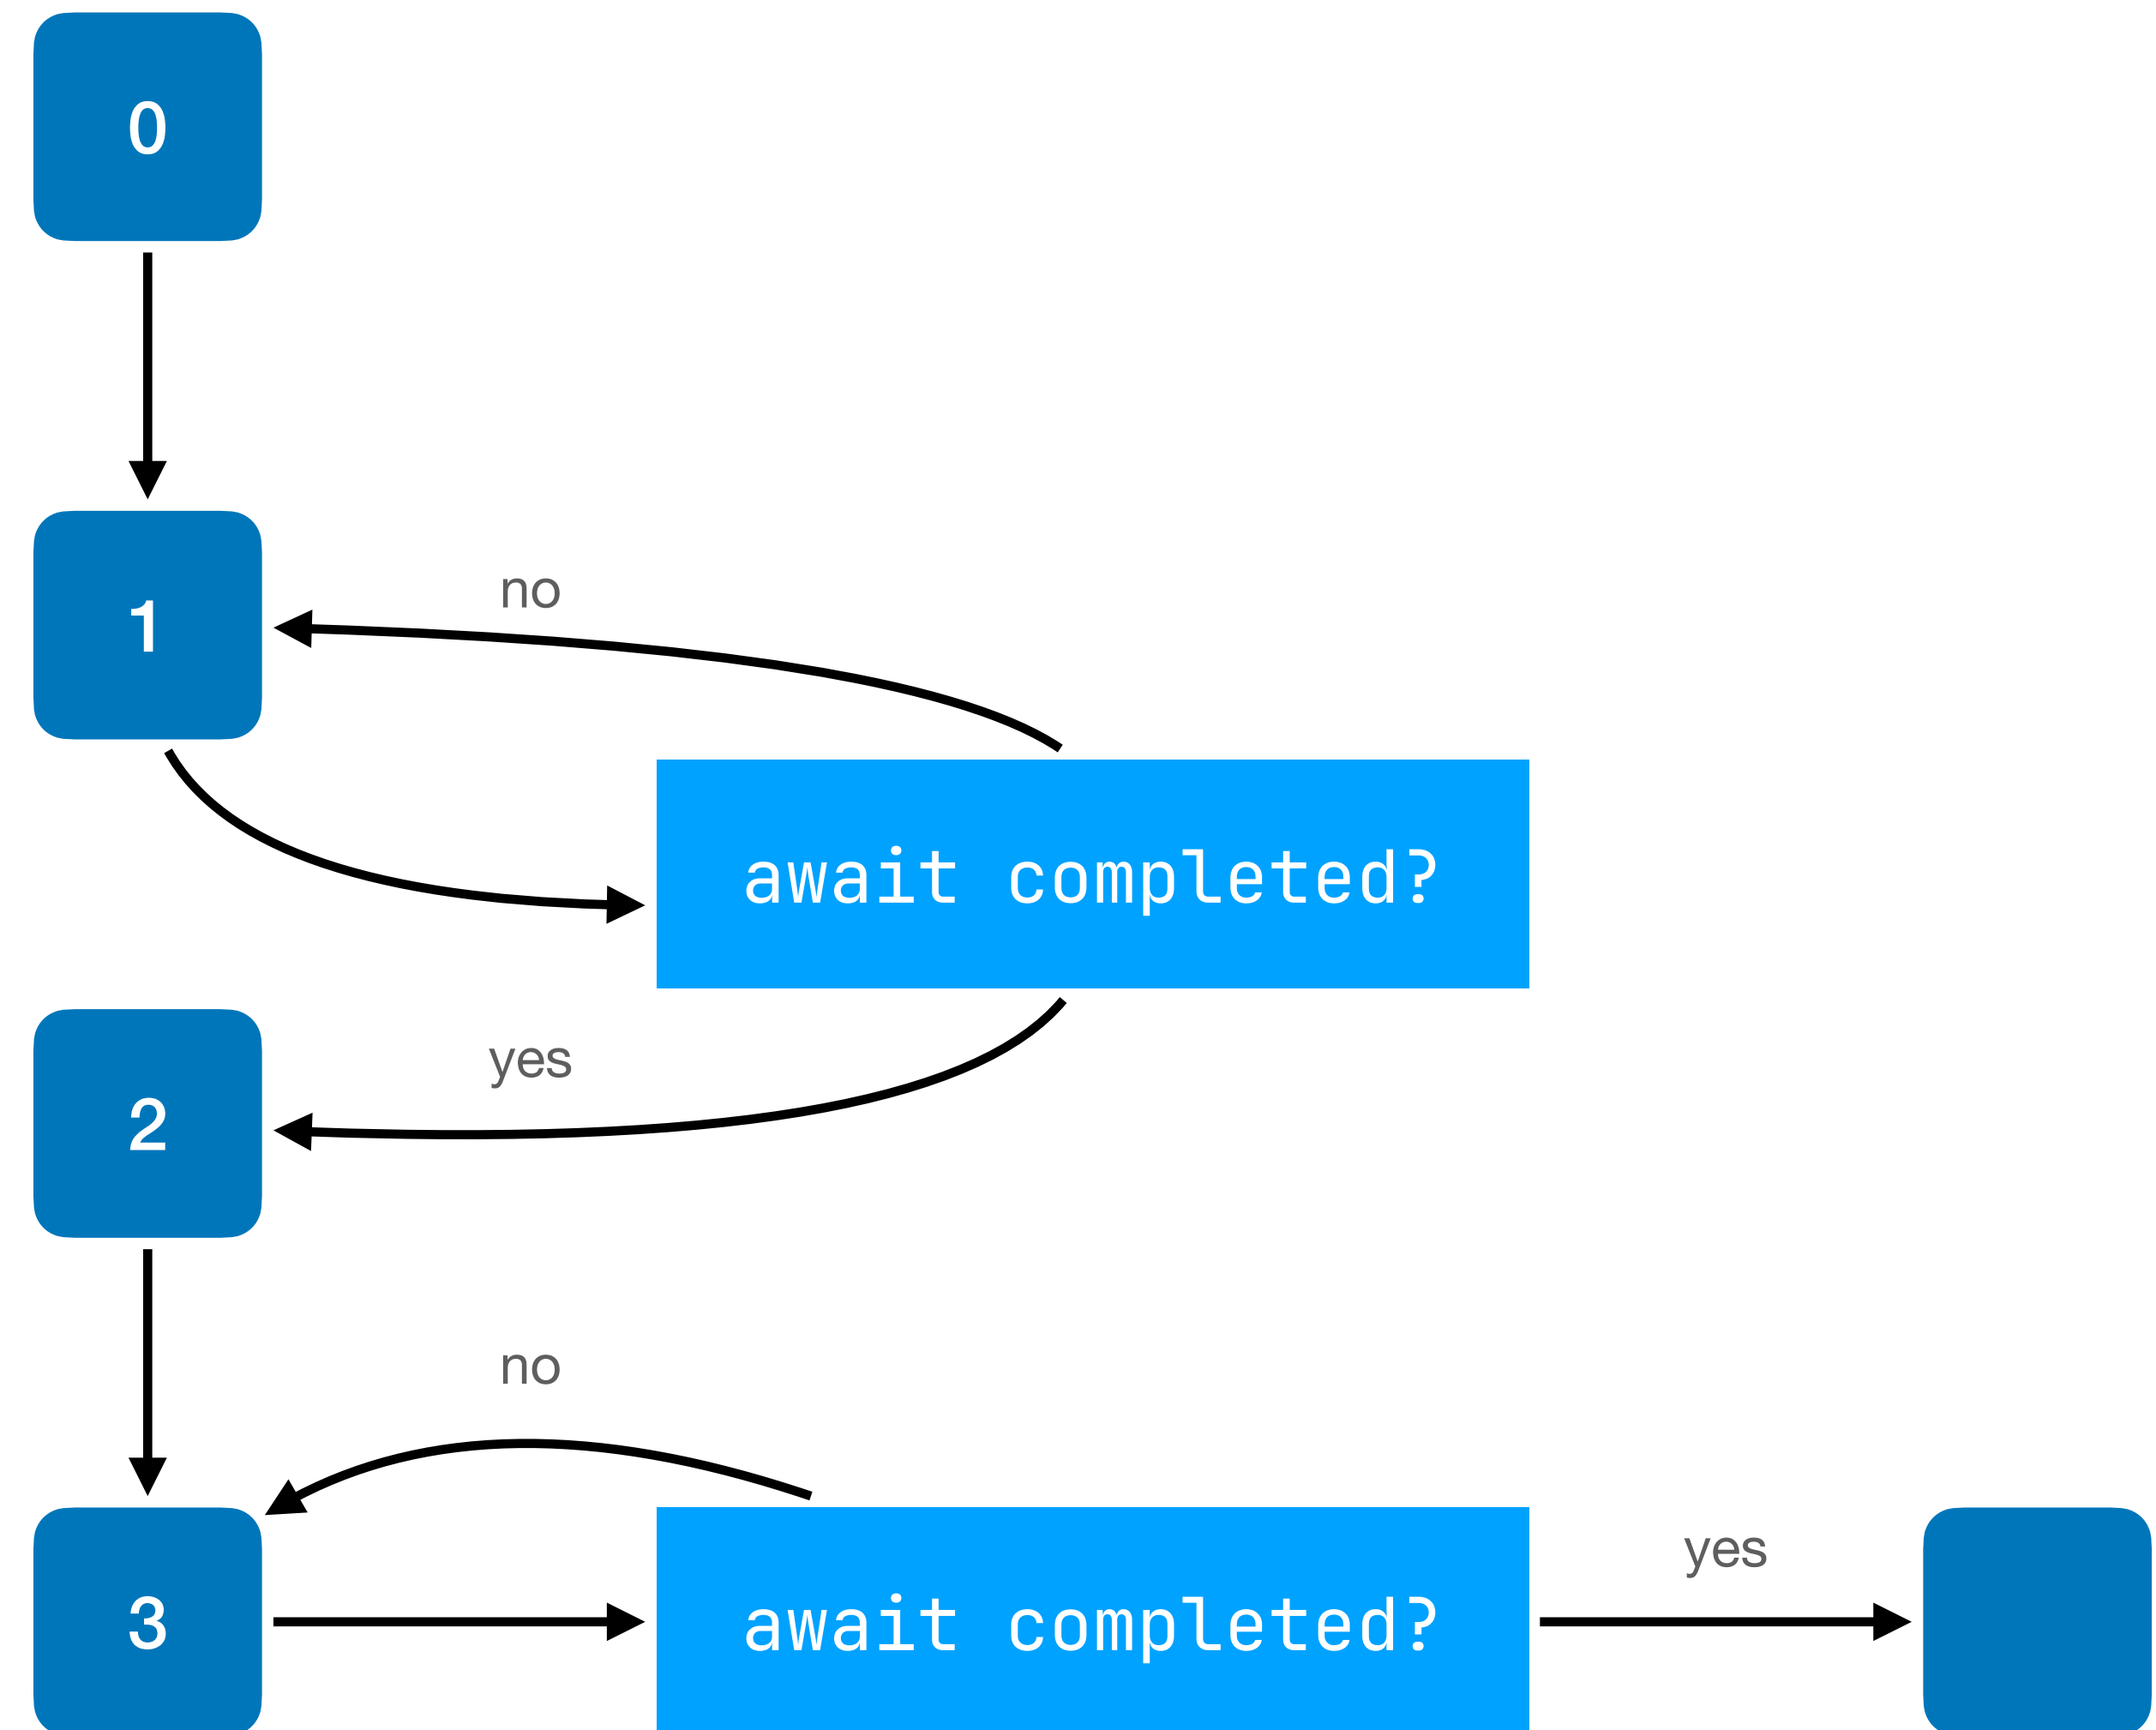 0
1
no
await completed?
2
yes
no
3
await completed?
yes